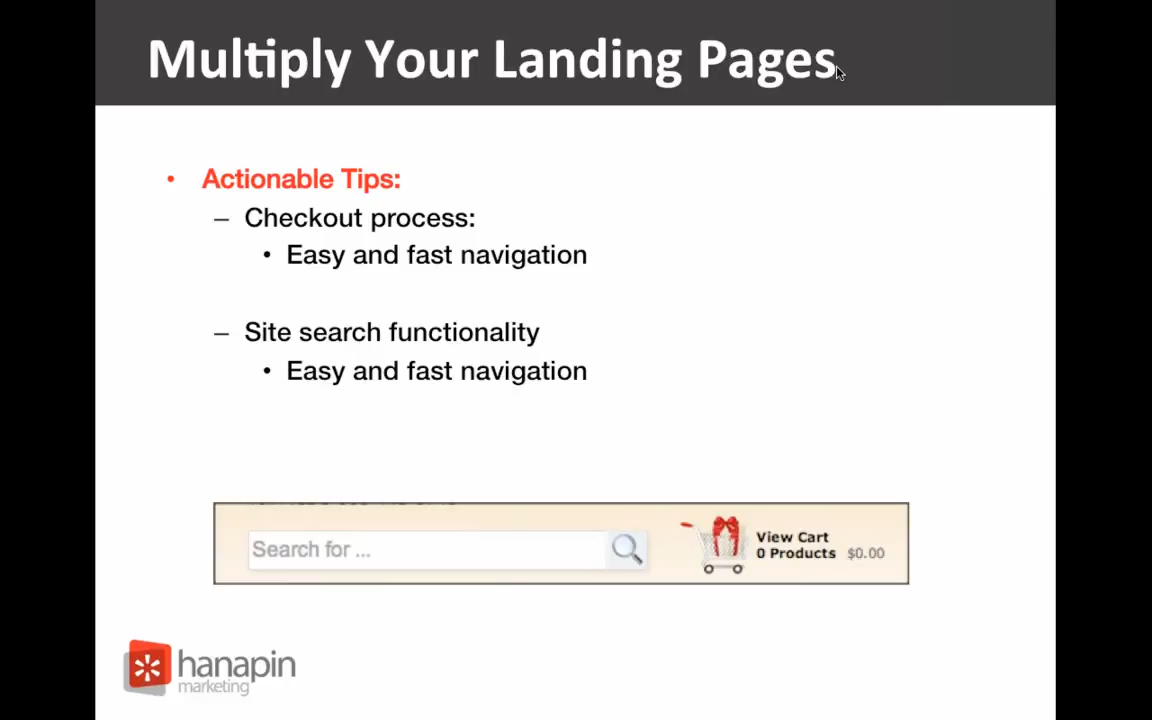 Multiply Your Landing Pages
• Actionable Tips:
– Checkout process:
• Easy and fast navigation
– Site search functionality
• Easy and fast navigation
Search for ...
View Cart
0 Products $0.00
hanapin
marketing